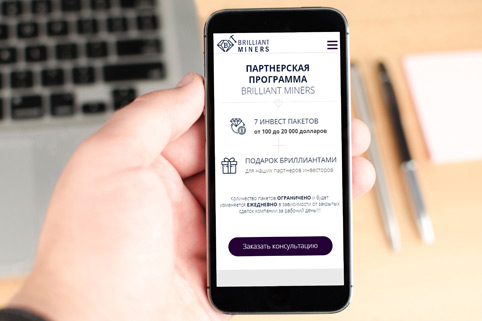 BRILLIANT
MINERS
ПАРТНЕРСКАЯ
ПРОГРАММА
BRILLIANT MINERS
7 ИНВЕСТ ПАКЕТОВ
от 100 до 20 000 долларов
ПОДАРОК БРИЛЛИАНТАМИ
для наших партнеров инвесторов
Количество пакетов ОГРАНИЧЕНО и будет
изменяется ЕЖЕДНЕВНО в зависимости от закрытых
сделок компании за рабочий день!!!
Заказать консультацию